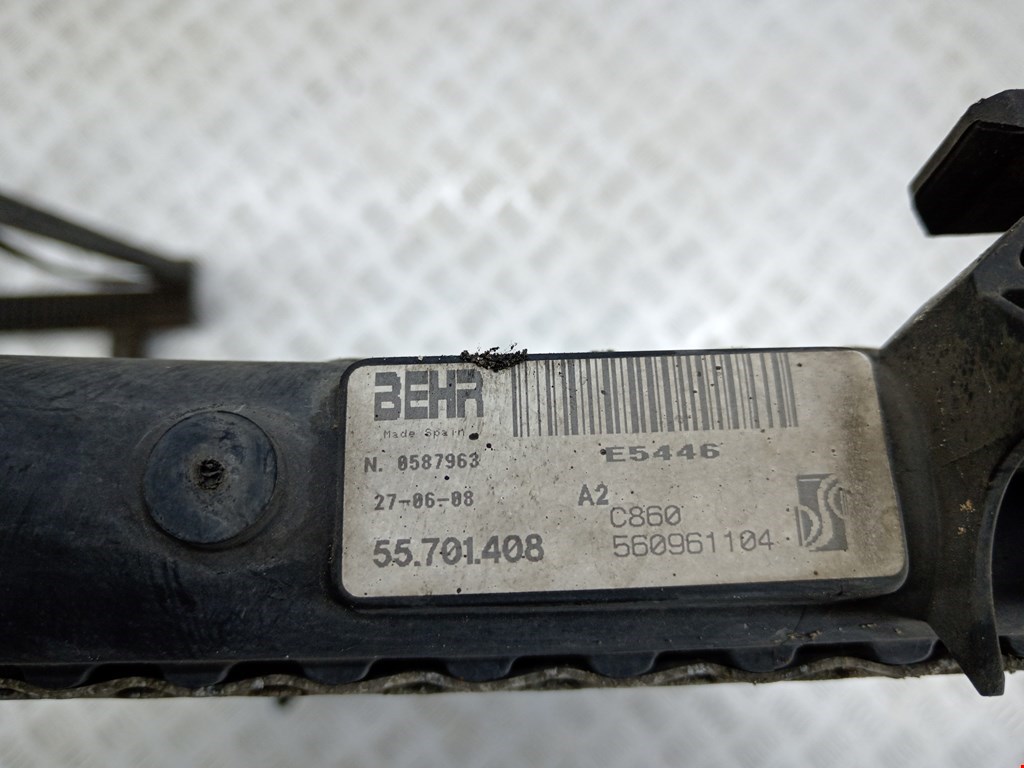 BEHR
Made Spain
E5446
N. 0587963
27-06-08
A2
C860
55.701.408
560961104